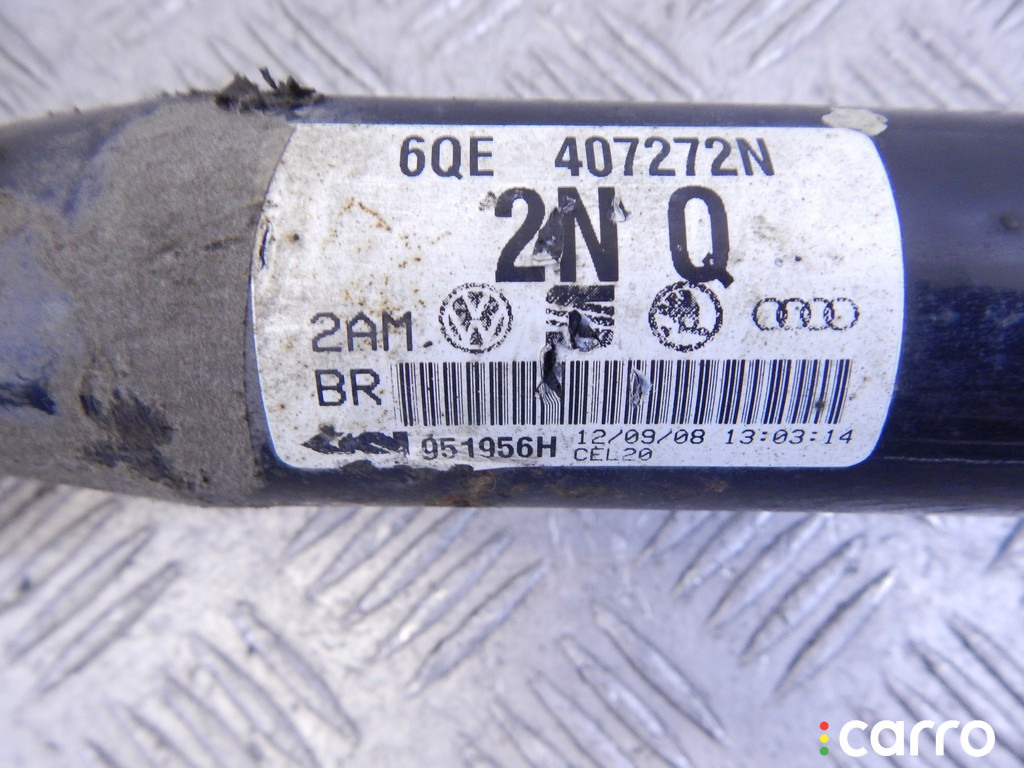 6QE 407272N
2N Q
2AM.
BR
951956H 12/09/08 13:03:14
CEL20
carro